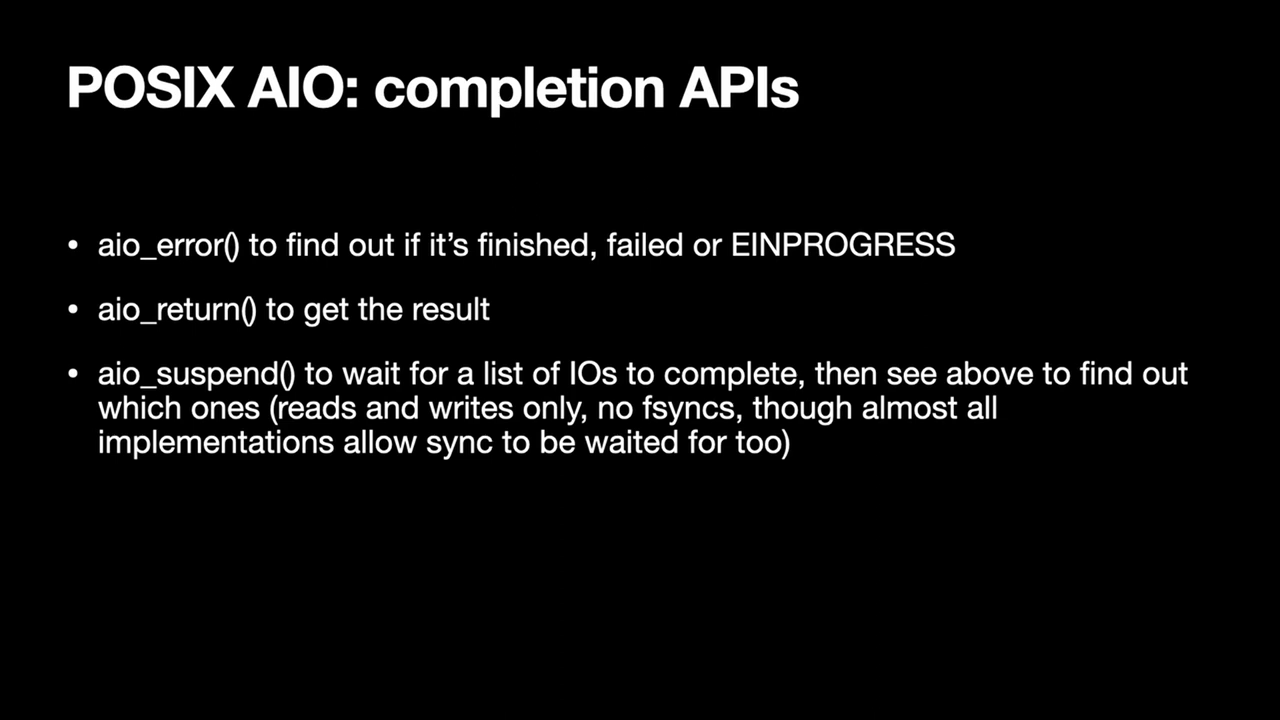 POSIX AIO: completion APIs
• aio_error() to find out if it’s finished, failed or EINPROGRESS
• aio_return() to get the result
• aio_suspend() to wait for a list of IOs to complete, then see above to find out
which ones (reads and writes only, no fsyncs, though almost all
implementations allow sync to be waited for too)